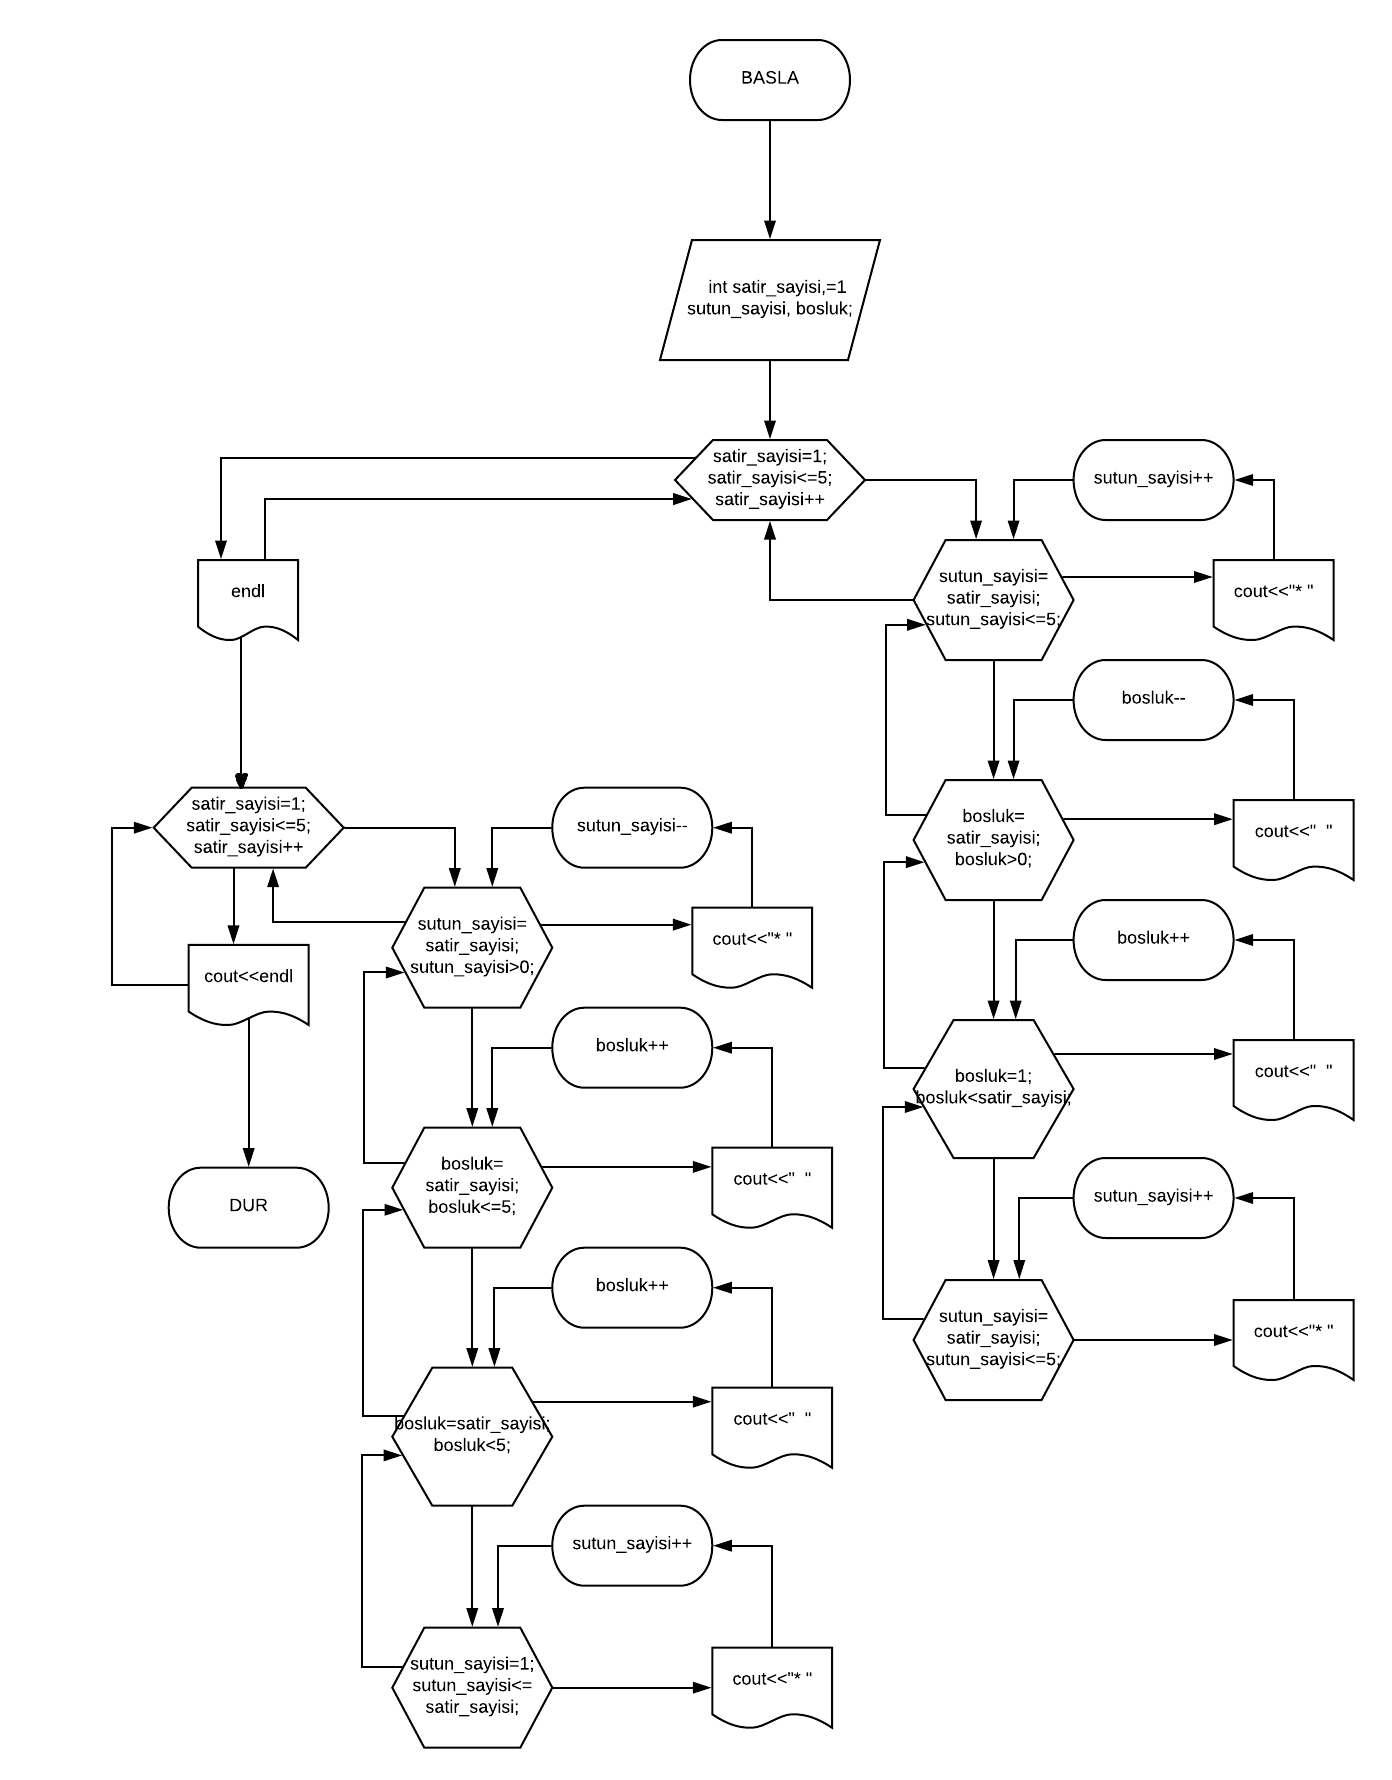 BASLA
int satir_sayisi,=1
sutun_sayisi, bosluk;
satir_sayisi=1;
satir_sayisi<=5;
satir_sayisi++
sutun_sayisi++
sutun_sayisi=
satir_sayisi;
sutun_sayisi<=5;
cout<<"* "
endl
bosluk--
bosluk=
satir_sayisi;
bosluk>0;
cout<<"  "
bosluk++
bosluk=1;
bosluk<satir_sayisi;
cout<<"  "
sutun_sayisi++
sutun_sayisi=
satir_sayisi;
sutun_sayisi<=5;
cout<<"* "
satir_sayisi=1;
satir_sayisi<=5;
satir_sayisi++
cout<<endl
DUR
sutun_sayisi--
sutun_sayisi=
satir_sayisi;
sutun_sayisi>0;
cout<<"* "
bosluk++
bosluk=
satir_sayisi;
bosluk<=5;
cout<<"  "
bosluk++
bosluk=satir_sayisi;
bosluk<5;
cout<<"  "
sutun_sayisi++
sutun_sayisi=1;
sutun_sayisi<=
satir_sayisi;
cout<<"* "